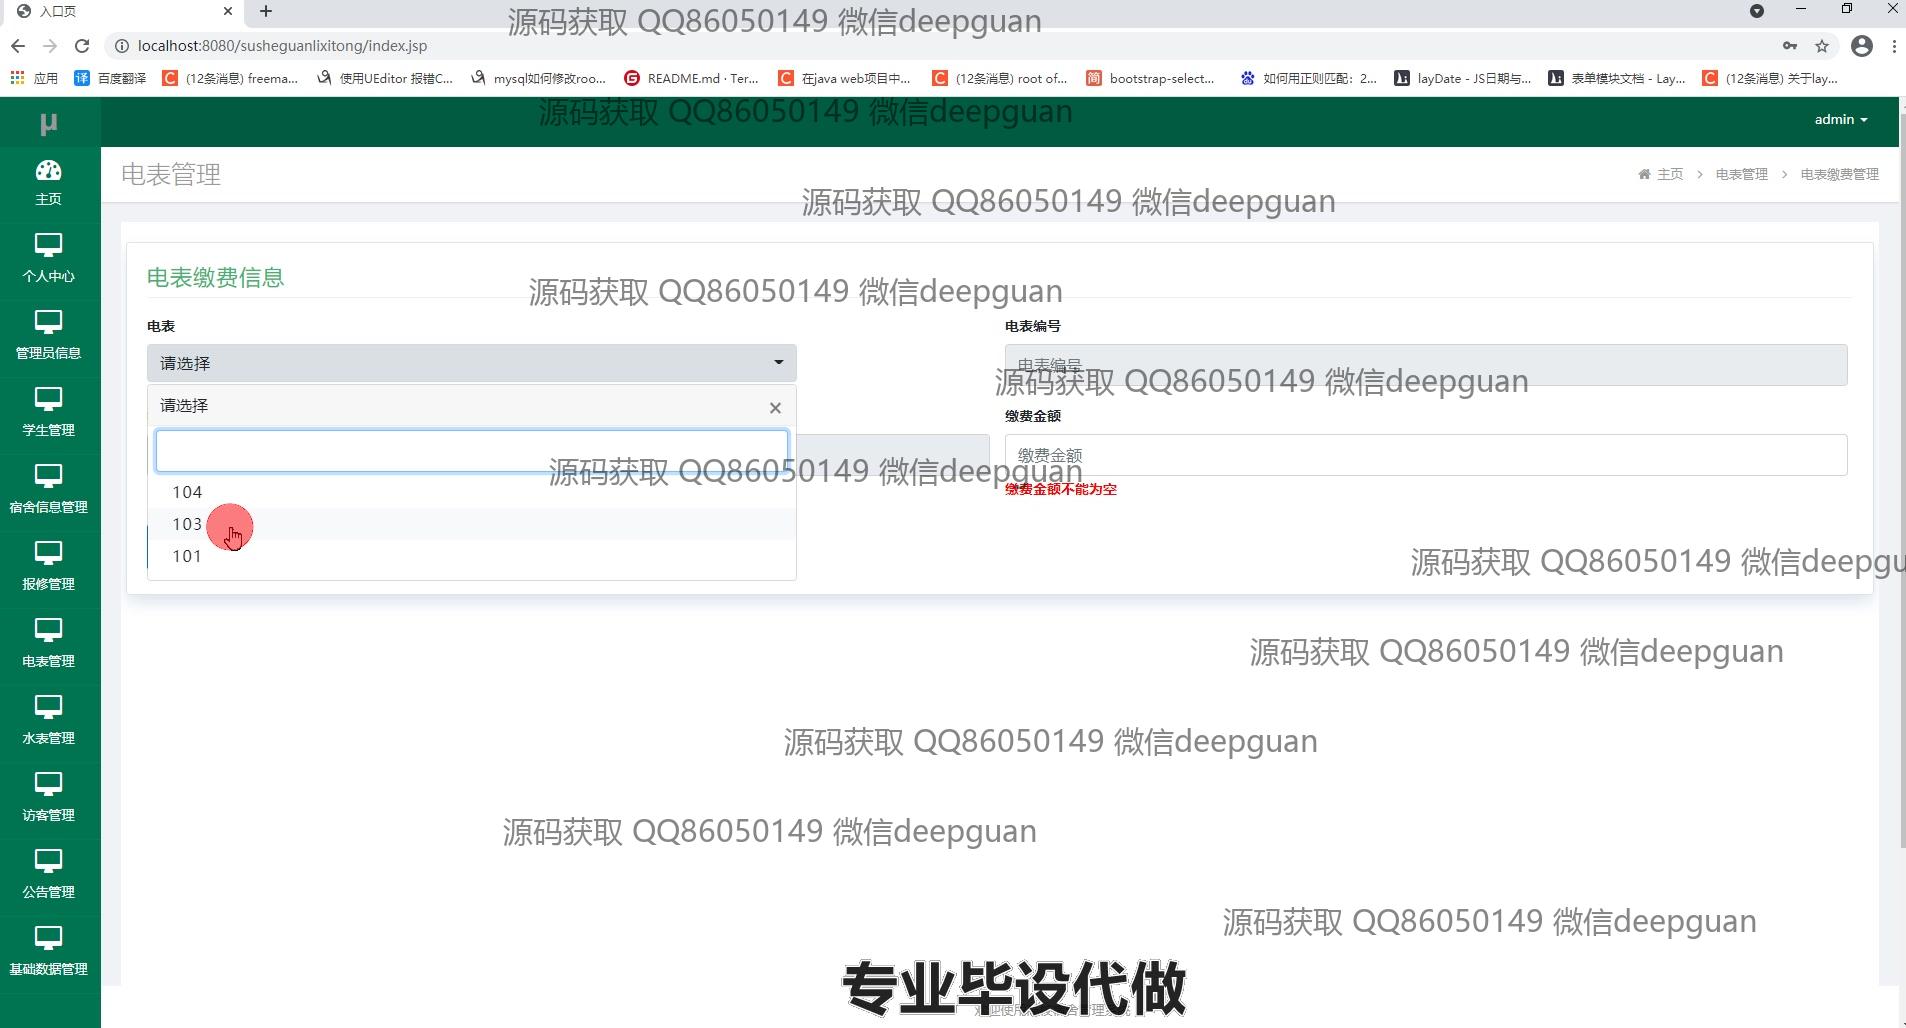 入口页
localhost:8080/susheguanlixitong/index.jsp
应用 百度翻译 (12条消息) freema... 使用UEditor 报错C... mysql如何修改roo... README.md · Ter... 在java web项目中... (12条消息) root of... bootstrap-select... 如何用正则匹配：2... layDate - JS日期与... 表单模块文档 - Lay... (12条消息) 关于lay...
源码获取 QQ86050149 微信deepguan
源码获取 QQ86050149 微信deepguan
μ
admin
电表管理
主页 > 电表管理 > 电表缴费管理
源码获取 QQ86050149 微信deepguan
主页
个人中心
管理员信息
学生管理
宿舍信息管理
报修管理
电表管理
水表管理
访客管理
公告管理
基础数据管理
电表缴费信息
源码获取 QQ86050149 微信deepguan
电表
电表编号
请选择
电表编号
源码获取 QQ86050149 微信deepguan
请选择 ×
缴费金额
缴费金额
源码获取 QQ86050149 微信deepguan
缴费金额不能为空
104
103
101
源码获取 QQ86050149 微信deepgu
源码获取 QQ86050149 微信deepguan
源码获取 QQ86050149 微信deepguan
源码获取 QQ86050149 微信deepguan
源码获取 QQ86050149 微信deepguan
专业毕设代做